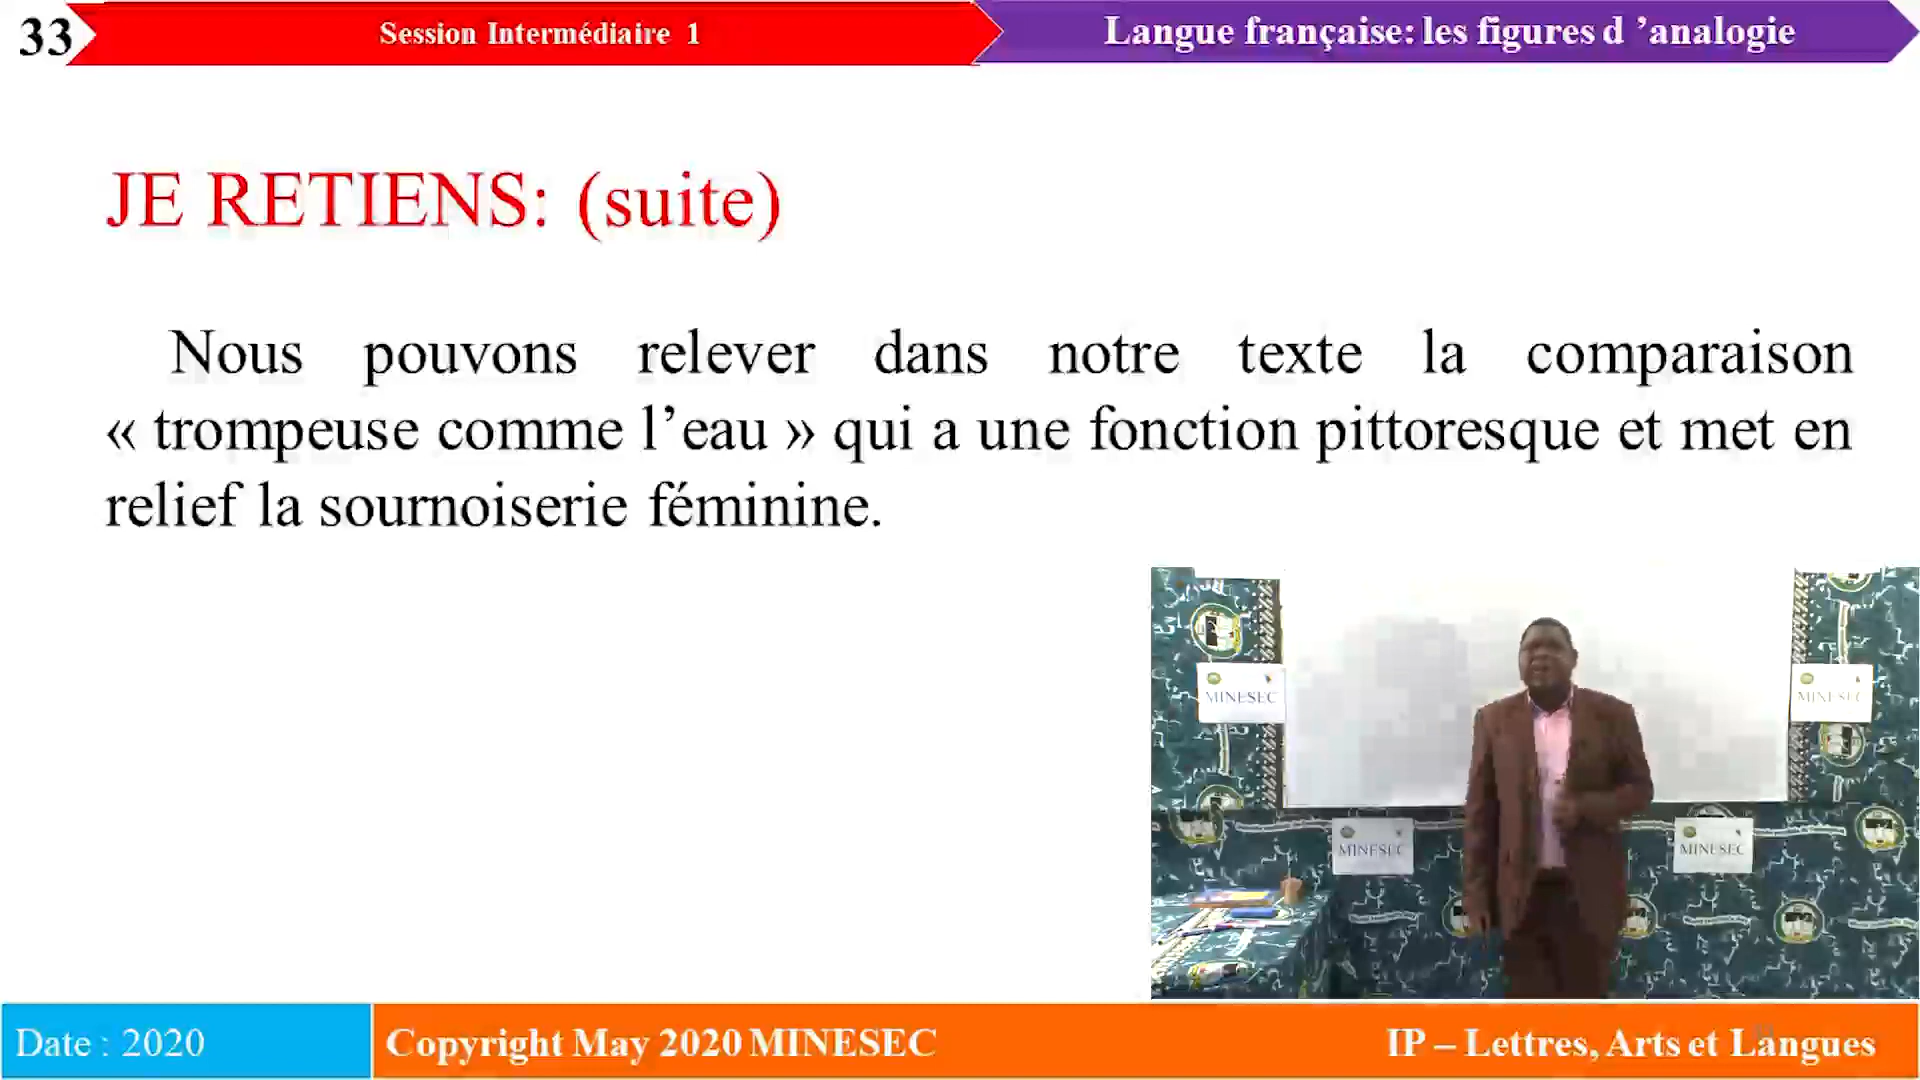 33
Session Intermédiaire 1
Langue française: les figures d ’analogie
JE RETIENS: (suite)
Nous pouvons relever dans notre texte la comparaison
« trompeuse comme l’eau » qui a une fonction pittoresque et met en
relief la sournoiserie féminine.
MINESEC
MINESEC
MINESEC
MINESEC
Date : 2020
Copyright May 2020 MINESEC
IP – Lettres, Arts et Langues